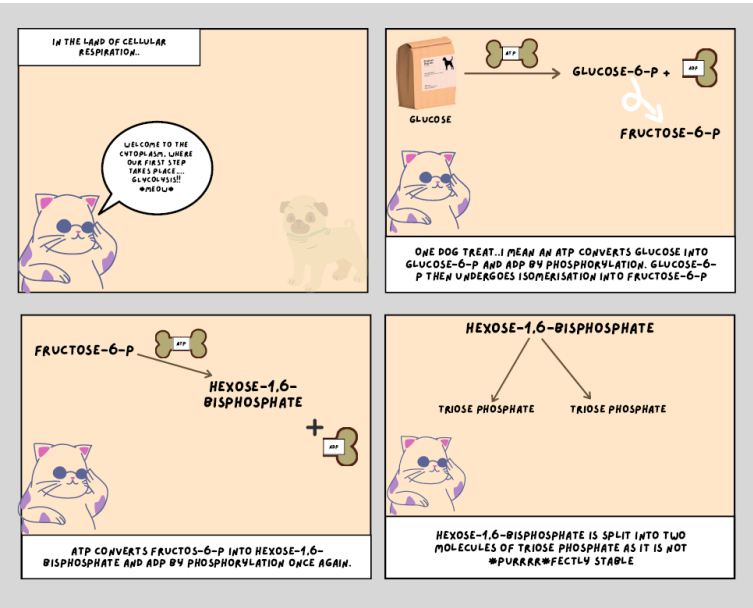 IN THE LAND OF CELLULAR
RESPIRATION..
WELCOME TO THE
CYTOPLASM, WHERE
OUR FIRST STEP
TAKES PLACE....
GLYCOLYSIS!!
*MEOW*
ATP
GLUCOSE-6-P +
ADP
GLUCOSE
FRUCTOSE-6-P
ONE DOG TREAT..I MEAN AN ATP CONVERTS GLUCOSE INTO
GLUCOSE-6-P AND ADP BY PHOSPHORYLATION. GLUCOSE-6-
P THEN UNDERGOES ISOMERISATION INTO FRUCTOSE-6-P
FRUCTOSE-6-P
ATP
HEXOSE-1,6-
BISPHOSPHATE
+
ADP
ATP CONVERTS FRUCTOS-6-P INTO HEXOSE-1,6-
BISPHOSPHATE AND ADP BY PHOSPHORYLATION ONCE AGAIN.
HEXOSE-1,6-BISPHOSPHATE
TRIOSE PHOSPHATE TRIOSE PHOSPHATE
HEXOSE-1,6-BISPHOSPHATE IS SPLIT INTO TWO
MOLECULES OF TRIOSE PHOSPHATE AS IT IS NOT
*PURRRR*FECTLY STABLE